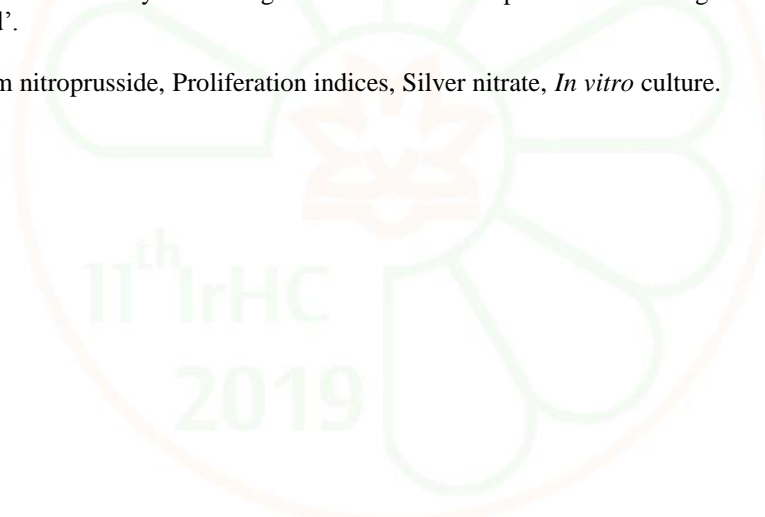 l’.
m nitroprusside, Proliferation indices, Silver nitrate, In vitro culture.
11th IrHC
2019